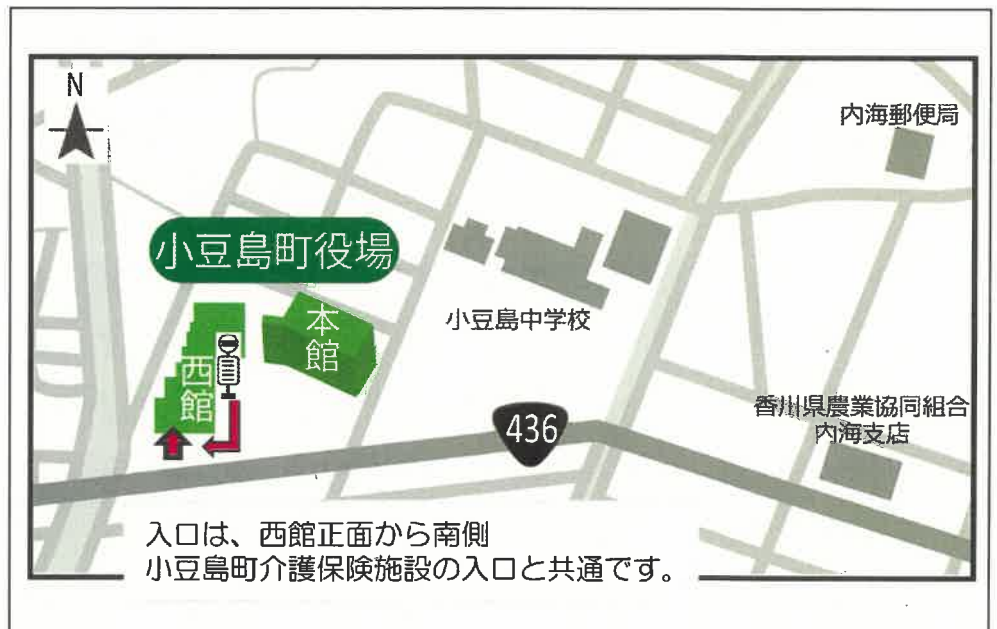 N
内海郵便局
小豆島町役場
本館
小豆島中学校
西館
香川県農業協同組合
内海支店
436
入口は、西館正面から南側
小豆島町介護保険施設の入口と共通です。